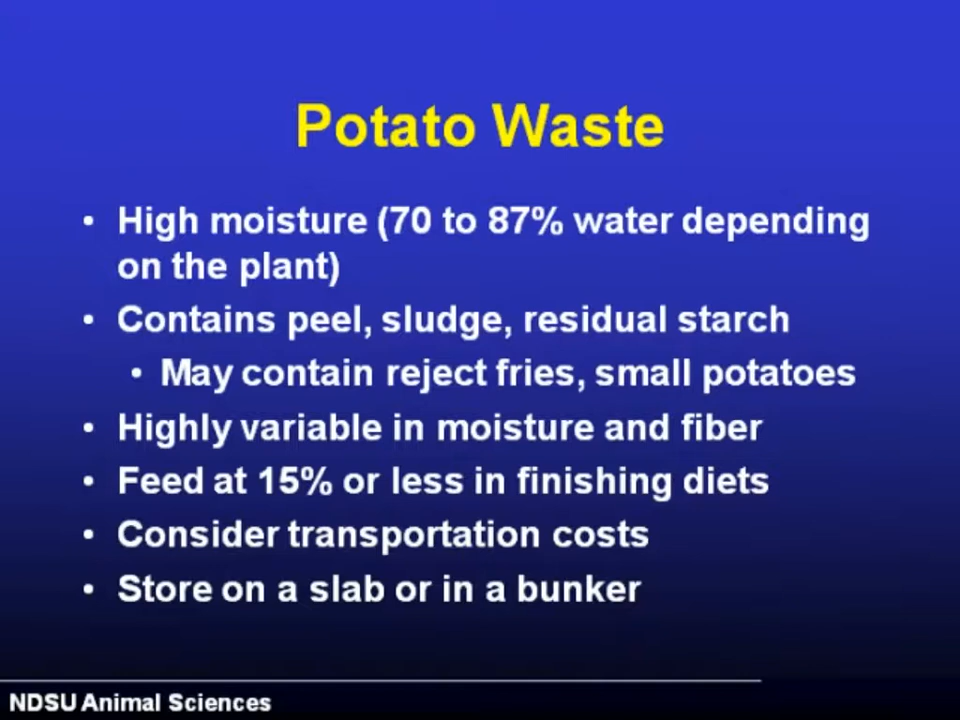 Potato Waste
• High moisture (70 to 87% water depending
on the plant)
• Contains peel, sludge, residual starch
• May contain reject fries, small potatoes
• Highly variable in moisture and fiber
• Feed at 15% or less in finishing diets
• Consider transportation costs
• Store on a slab or in a bunker
NDSU Animal Sciences